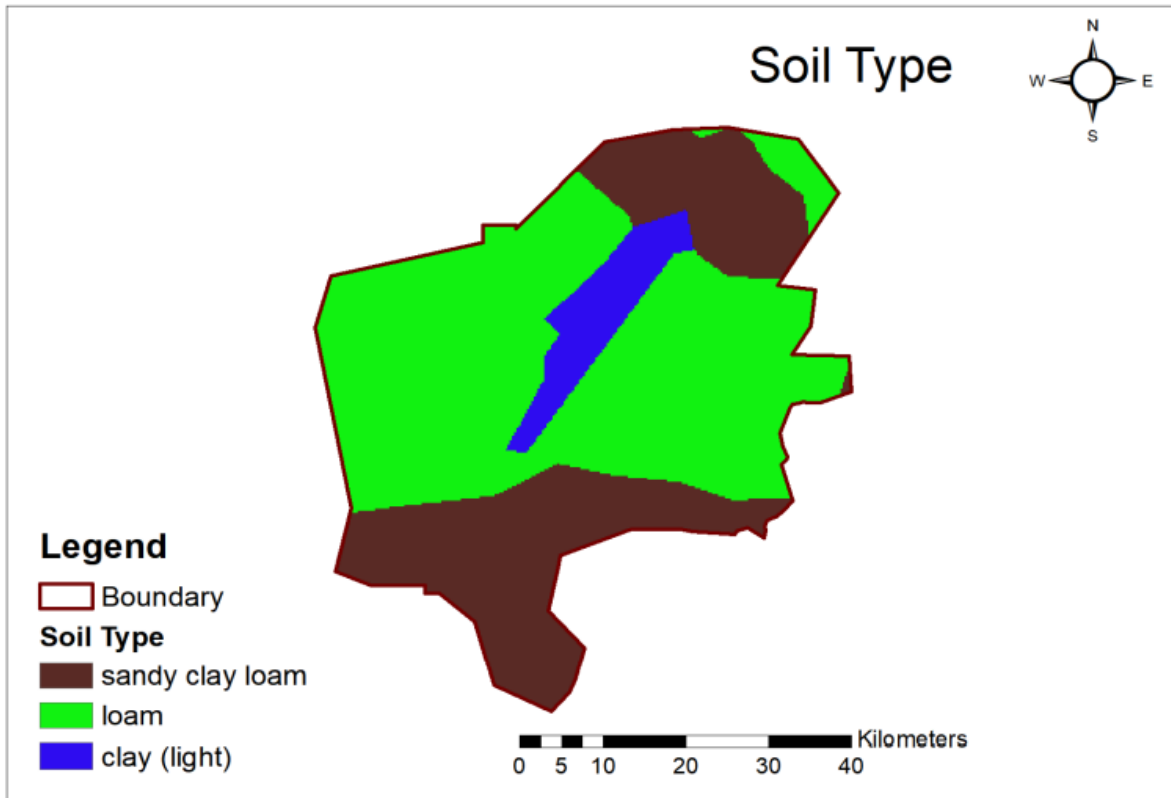 Soil Type
N
W E
S
Legend
Boundary
Soil Type
sandy clay loam
loam
clay (light)
Kilometers
0 5 10 20 30 40